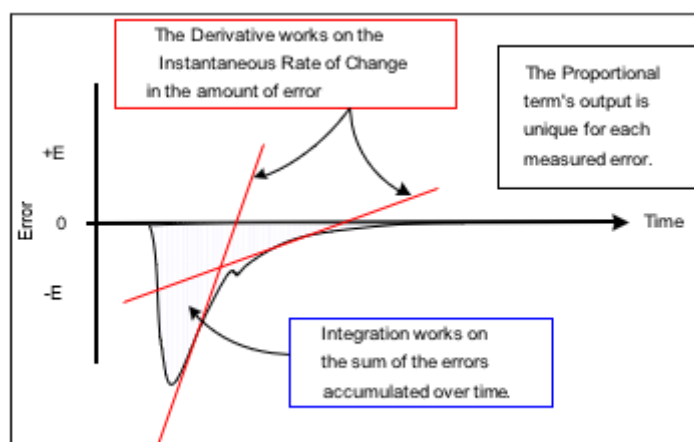 The Derivative works on the
Instantaneous Rate of Change
in the amount of error
The Proportional
term's output is
unique for each
measured error.
+E
0
Time
Error
-E
Integration works on
the sum of the errors
accumulated over time.